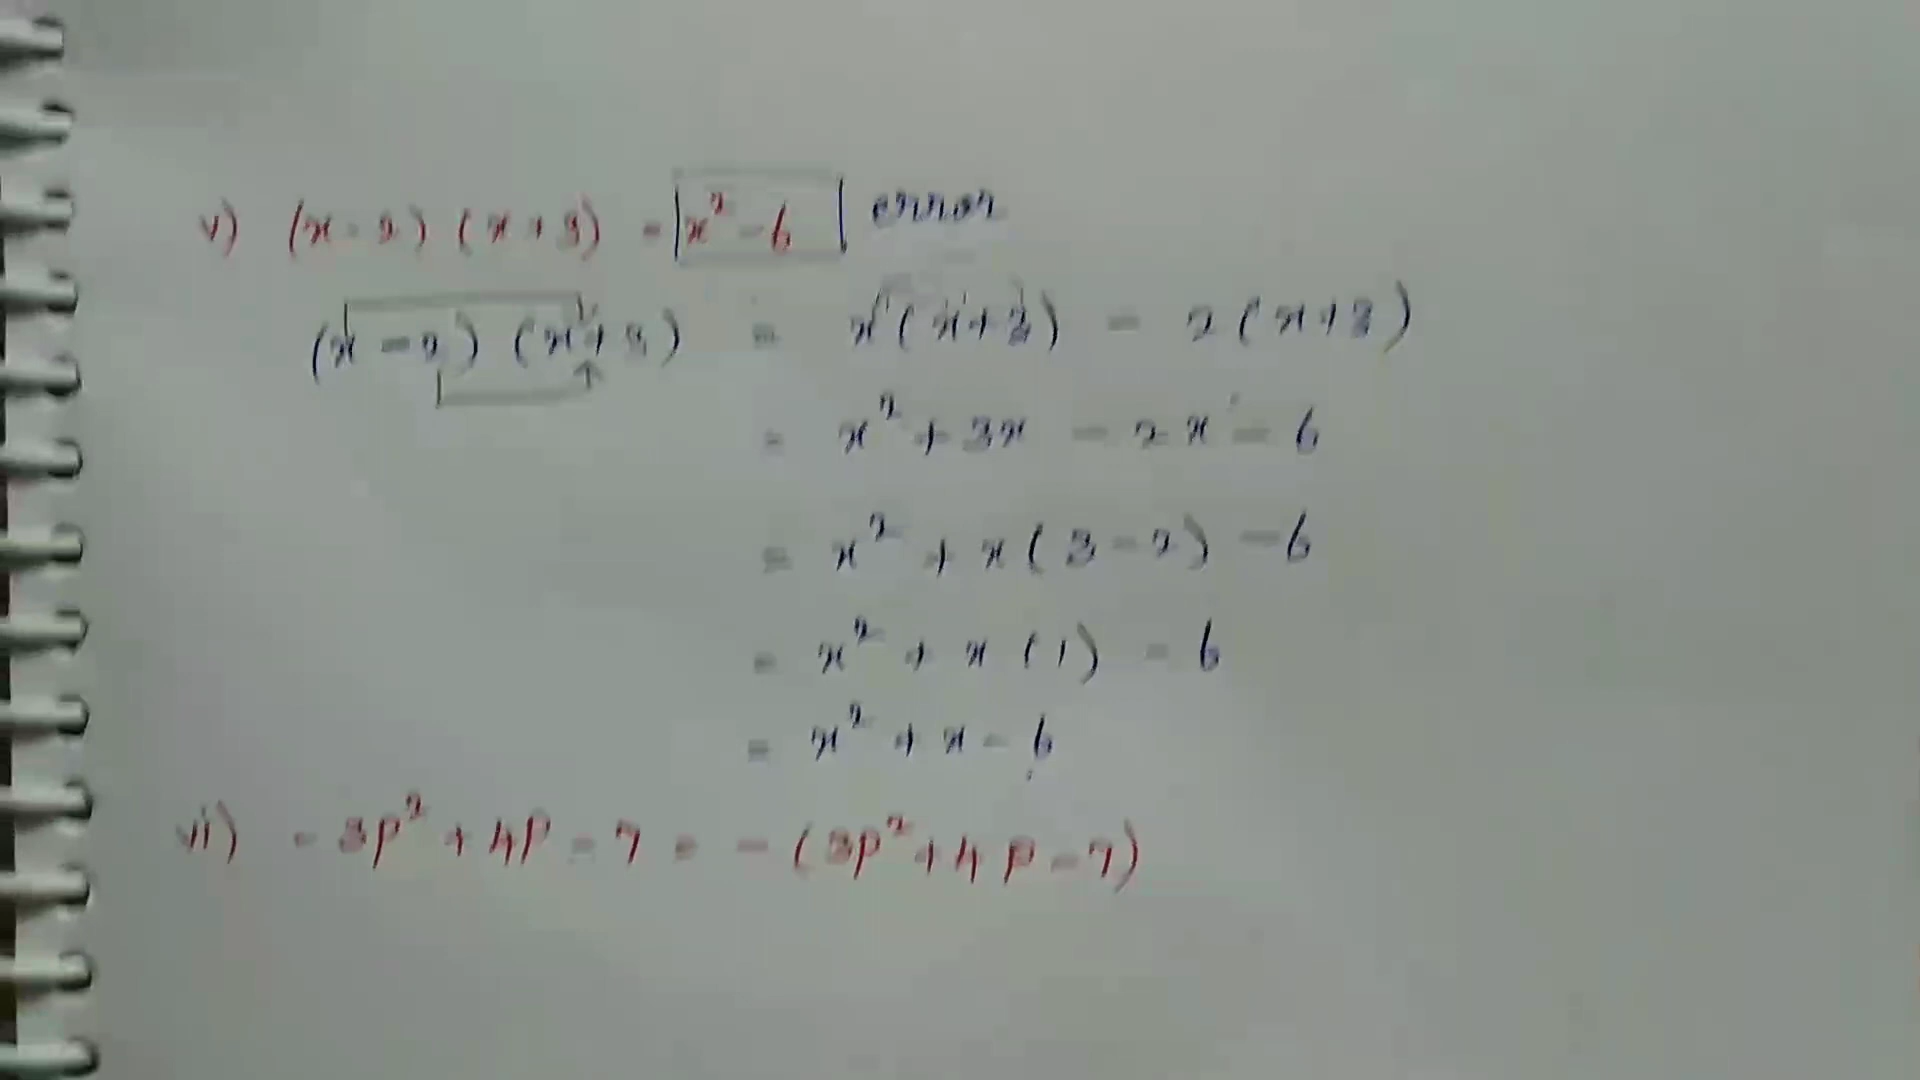 v) (x - 2) (x + 3) = x² - 6 error
(x - 2) (x + 3) = x (x + 3) - 2 (x + 3)
= x² + 3x - 2x - 6
= x² + x (3 - 2) - 6
= x² + x (1) - 6
= x² + x - 6
vi) - 3p² + 4p - 7 = - (3p² + 4p - 7)